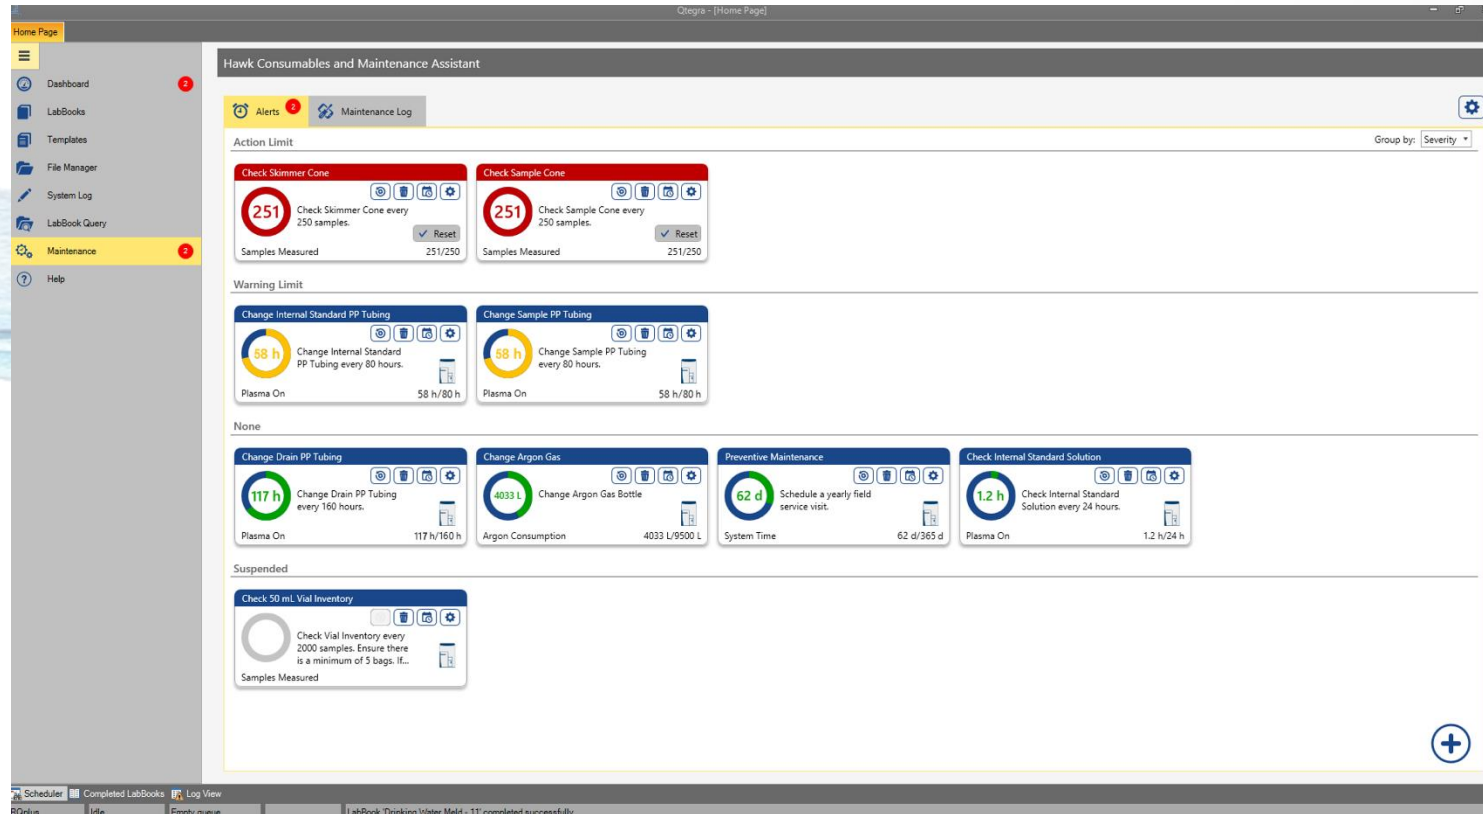 Qtegra - [Home Page]
Home Page
Dashboard 2
LabBooks
Templates
File Manager
System Log
LabBook Query
Maintenance 2
Help
Hawk Consumables and Maintenance Assistant
Alerts 2 Maintenance Log
Group by: Severity
Action Limit
Check Skimmer Cone
251
Check Skimmer Cone every
250 samples.
Reset
Samples Measured 251/250
Check Sample Cone
251
Check Sample Cone every
250 samples.
Reset
Samples Measured 251/250
Warning Limit
Change Internal Standard PP Tubing
58 h
Change Internal Standard
PP Tubing every 80 hours.
Plasma On 58 h/80 h
Change Sample PP Tubing
58 h
Change Sample PP Tubing
every 80 hours.
Plasma On 58 h/80 h
None
Change Drain PP Tubing
117 h
Change Drain PP Tubing
every 160 hours.
Plasma On 117 h/160 h
Change Argon Gas
4033 L
Change Argon Gas Bottle
Argon Consumption 4033 L/9500 L
Preventive Maintenance
62 d
Schedule a yearly field
service visit.
System Time 62 d/365 d
Check Internal Standard Solution
1.2 h
Check Internal Standard
Solution every 24 hours.
Plasma On 1.2 h/24 h
Suspended
Check 50 mL Vial Inventory
Check Vial Inventory every
2000 samples. Ensure there
is a minimum of 5 bags. If...
Samples Measured
Scheduler Completed LabBooks Log View
Idle Empty queue LabBook 'Drinking Water Meld - 11' completed successfully